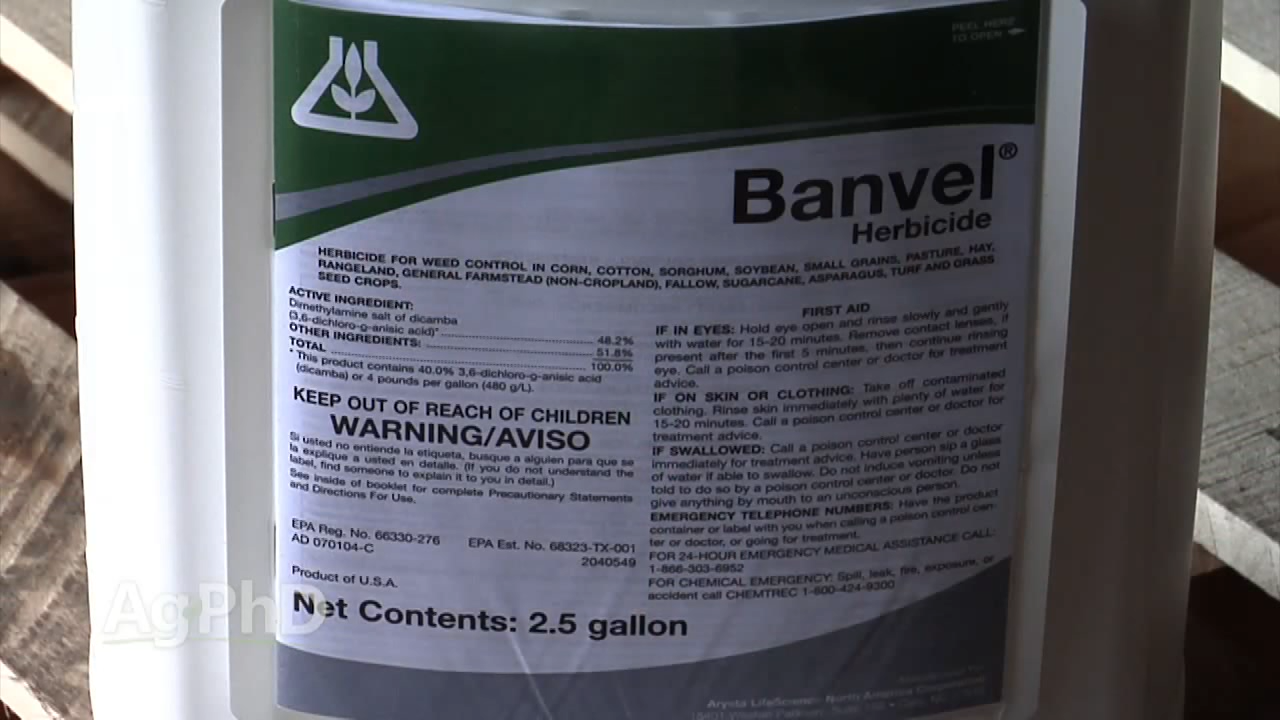 PEEL HERE
TO OPEN
Banvel®
Herbicide
HERBICIDE FOR WEED CONTROL IN CORN, COTTON, SORGHUM, SOYBEAN, SMALL GRAINS, PASTURE, HAY,
RANGELAND, GENERAL FARMSTEAD (NON-CROPLAND), FALLOW, SUGARCANE, ASPARAGUS, TURF AND GRASS
SEED CROPS.
ACTIVE INGREDIENT:
Dimethylamine salt of dicamba
(3,6-dichloro-o-anisic acid)* 48.2%
OTHER INGREDIENTS: 51.8%
TOTAL 100.0%
* This product contains 40.0% 3,6-dichloro-o-anisic acid
(dicamba) or 4 pounds per gallon (480 g/L).
KEEP OUT OF REACH OF CHILDREN
WARNING/AVISO
Si usted no entiende la etiqueta, busque a alguien para que se
la explique a usted en detalle. (If you do not understand the
label, find someone to explain it to you in detail.)
See inside of booklet for complete Precautionary Statements
and Directions For Use.
EPA Reg. No. 66330-276
AD 070104-C
EPA Est. No. 68323-TX-001
2040549
Product of U.S.A.
Net Contents: 2.5 gallon
FIRST AID
IF IN EYES: Hold eye open and rinse slowly and gently
with water for 15-20 minutes. Remove contact lenses, if
present after the first 5 minutes, then continue rinsing
eye. Call a poison control center or doctor for treatment
advice.
IF ON SKIN OR CLOTHING: Take off contaminated
clothing. Rinse skin immediately with plenty of water for
15-20 minutes. Call a poison control center or doctor for
treatment advice.
IF SWALLOWED: Call a poison control center or doctor
immediately for treatment advice. Have person sip a glass
of water if able to swallow. Do not induce vomiting unless
told to do so by a poison control center or doctor. Do not
give anything by mouth to an unconscious person.
EMERGENCY TELEPHONE NUMBERS: Have the product
container or label with you when calling a poison control cen-
ter or doctor, or going for treatment.
FOR 24-HOUR EMERGENCY MEDICAL ASSISTANCE CALL:
1-866-303-6952
FOR CHEMICAL EMERGENCY: Spill, leak, fire, exposure, or
accident call CHEMTREC 1-800-424-9300
Arysta LifeScience North America Corporation
AgPhD